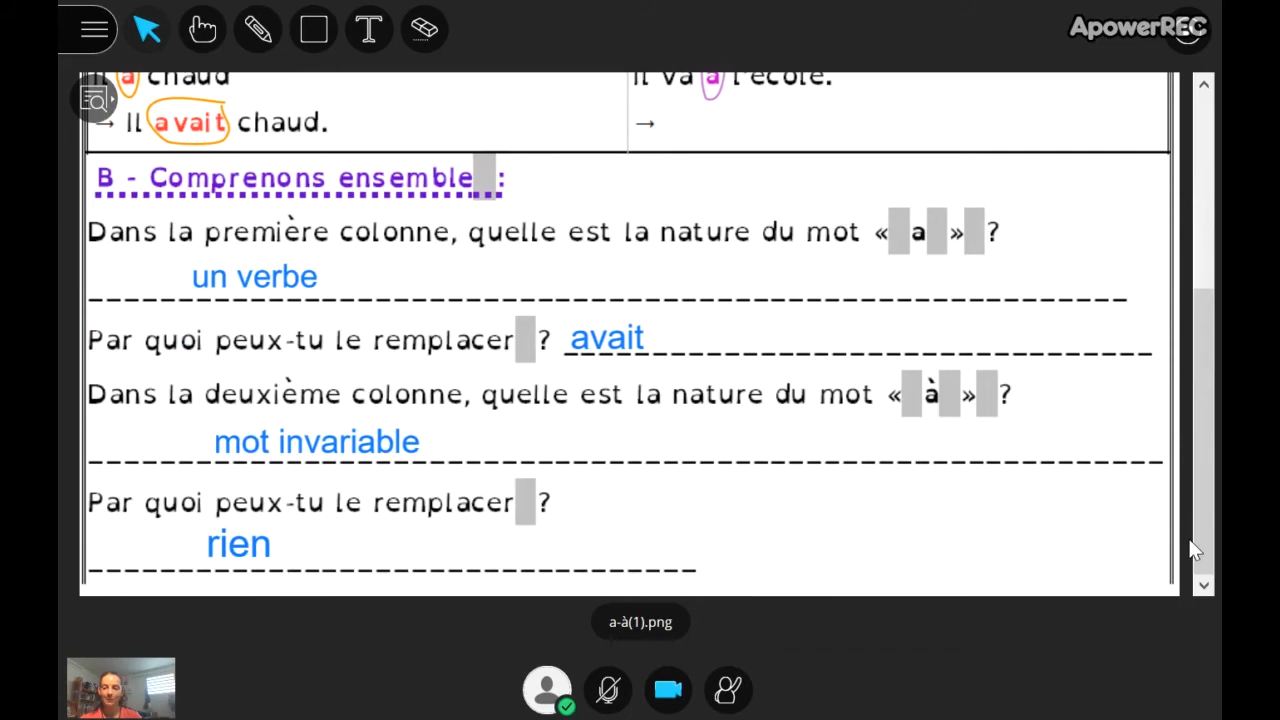 ApowerREC
Il a chaud
Il va à l'école.
→ Il avait chaud.
→
B - Comprenons ensemble :
Dans la première colonne, quelle est la nature du mot « a » ?
un verbe
Par quoi peux-tu le remplacer ? avait
Dans la deuxième colonne, quelle est la nature du mot « à » ?
mot invariable
Par quoi peux-tu le remplacer ?
rien
a-à(1).png